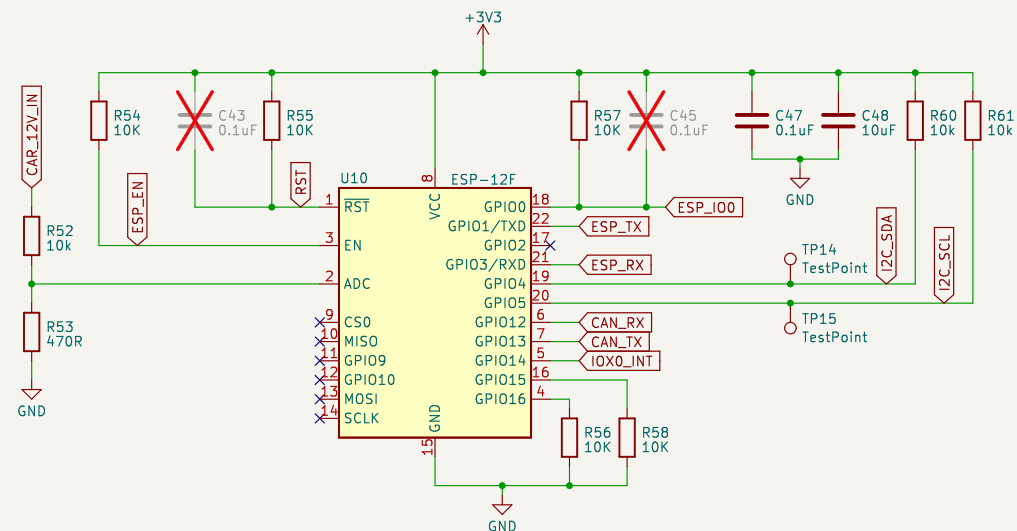 +3V3
CAR_12V_IN
R54
10K
C43
0.1uF
R55
10K
R57
10K
C45
0.1uF
C47
0.1uF
C48
10uF
R60
10k
R61
10k
GND
ESP_EN
RST
U10
ESP-12F
8
VCC
1
RST
3
EN
2
ADC
9
CS0
10
MISO
11
GPIO9
12
GPIO10
13
MOSI
14
SCLK
GND
15
GPIO0
18
ESP_IO0
GPIO1/TXD
22
ESP_TX
GPIO2
17
GPIO3/RXD
21
ESP_RX
GPIO4
19
GPIO5
20
GPIO12
6
CAN_RX
GPIO13
7
CAN_TX
GPIO14
5
IOX0_INT
GPIO15
16
GPIO16
4
R52
10k
R53
470R
GND
TP14
TestPoint
TP15
TestPoint
I2C_SDA
I2C_SCL
R56
10K
R58
10K
GND